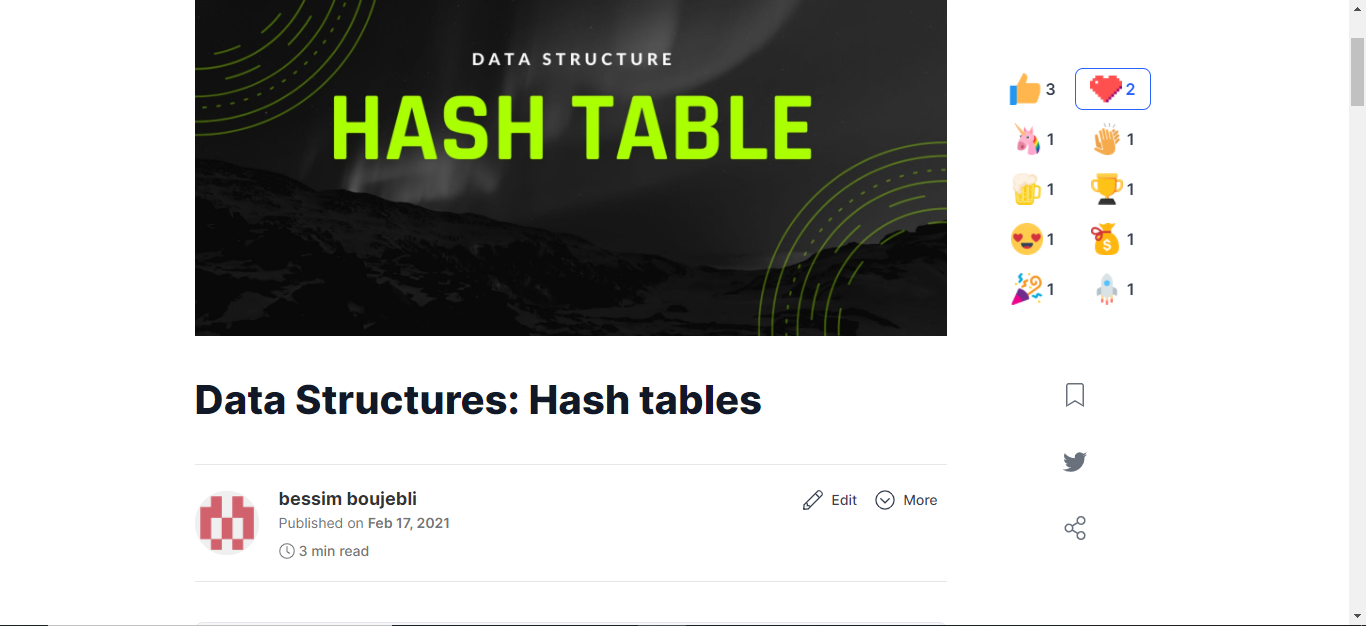 DATA STRUCTURE
HASH TABLE
3
2
1
1
1
1
1
1
1
1
Data Structures: Hash tables
bessim boujebli
Edit
More
Published on Feb 17, 2021
3 min read